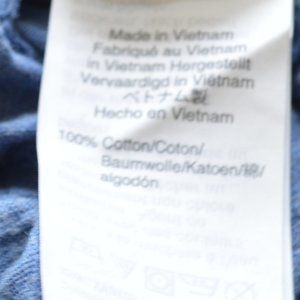 Made in Vietnam
Fabriqué au Vietnam
in Vietnam Hergestellt
Vervaardigd in Vietnam
ベトナム製
Hecho en Vietnam
100% Cotton/Coton/
Baumwolle/Katoen/綿/
algodón